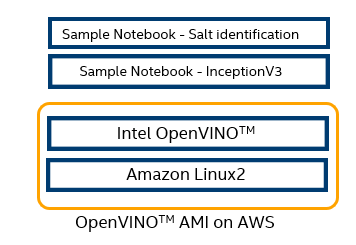 Sample Notebook - Salt identification
Sample Notebook - InceptionV3
Intel OpenVINO™
Amazon Linux2
OpenVINO™ AMI on AWS